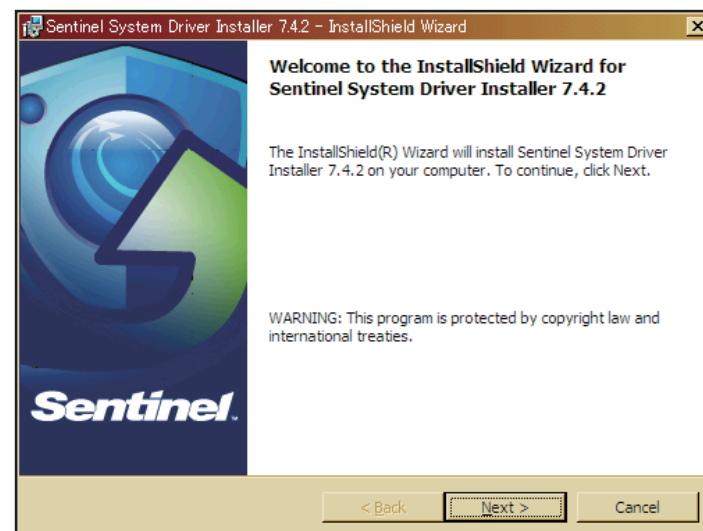 Sentinel System Driver Installer 7.4.2 - InstallShield Wizard
Welcome to the InstallShield Wizard for
Sentinel System Driver Installer 7.4.2
The InstallShield(R) Wizard will install Sentinel System Driver
Installer 7.4.2 on your computer. To continue, click Next.
WARNING: This program is protected by copyright law and
international treaties.
Sentinel.
< Back
Next >
Cancel